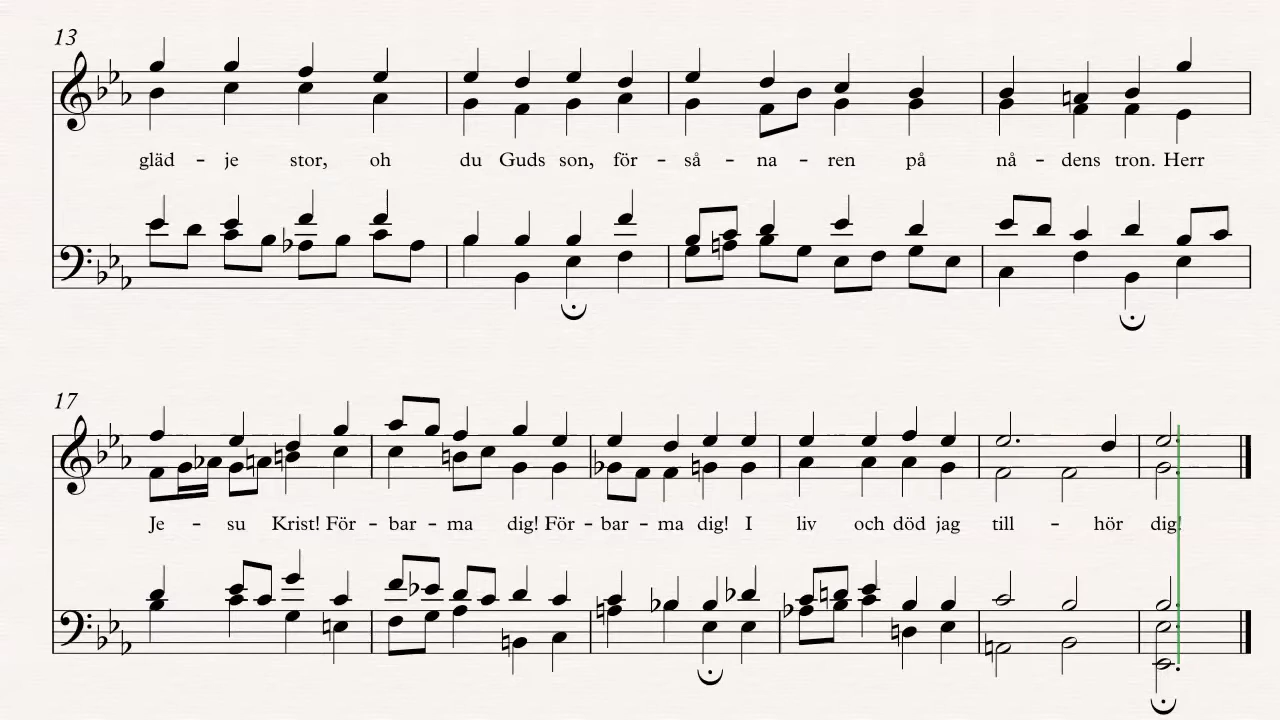 13
gläd - je stor, oh du Guds son, för - så - na - ren på nå - dens tron. Herr
17
Je - su Krist! För - bar - ma dig! För - bar - ma dig! I liv och död jag till - hör dig!